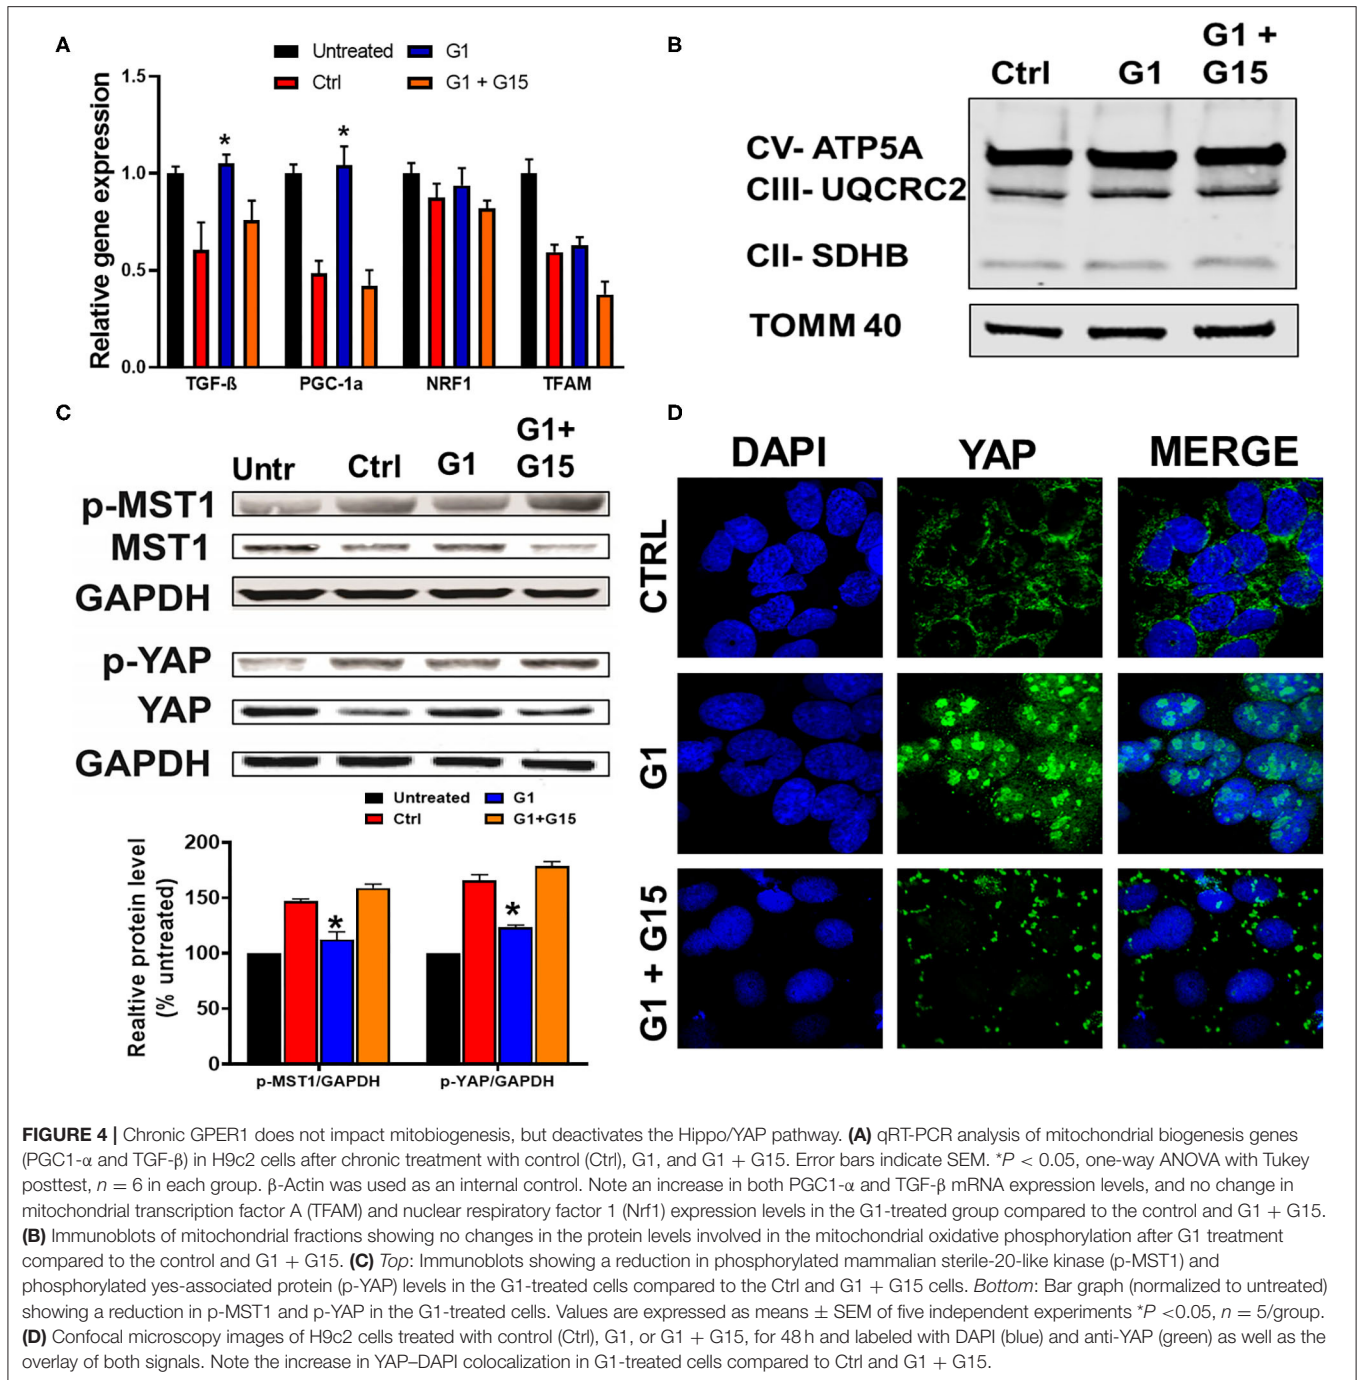 A
Untreated
G1
Ctrl
G1 + G15
Relative gene expression
1.5
1.0
0.5
0.0
*
*
TGF-ß
PGC-1a
NRF1
TFAM
B
Ctrl
G1
G1 +
G15
CV- ATP5A
CIII- UQCRC2
CII- SDHB
TOMM 40
C
Untr
Ctrl
G1
G1+
G15
p-MST1
MST1
GAPDH
p-YAP
YAP
GAPDH
Untreated
G1
Ctrl
G1+G15
Realtive protein level
(% untreated)
200
150
100
50
0
*
*
p-MST1/GAPDH
p-YAP/GAPDH
D
DAPI
YAP
MERGE
CTRL
G1
G1 + G15
FIGURE 4 | Chronic GPER1 does not impact mitobiogenesis, but deactivates the Hippo/YAP pathway. (A) qRT-PCR analysis of mitochondrial biogenesis genes
(PGC1-α and TGF-β) in H9c2 cells after chronic treatment with control (Ctrl), G1, and G1 + G15. Error bars indicate SEM. *P < 0.05, one-way ANOVA with Tukey
posttest, n = 6 in each group. β-Actin was used as an internal control. Note an increase in both PGC1-α and TGF-β mRNA expression levels, and no change in
mitochondrial transcription factor A (TFAM) and nuclear respiratory factor 1 (Nrf1) expression levels in the G1-treated group compared to the control and G1 + G15.
(B) Immunoblots of mitochondrial fractions showing no changes in the protein levels involved in the mitochondrial oxidative phosphorylation after G1 treatment
compared to the control and G1 + G15. (C) Top: Immunoblots showing a reduction in phosphorylated mammalian sterile-20-like kinase (p-MST1) and
phosphorylated yes-associated protein (p-YAP) levels in the G1-treated cells compared to the Ctrl and G1 + G15 cells. Bottom: Bar graph (normalized to untreated)
showing a reduction in p-MST1 and p-YAP in the G1-treated cells. Values are expressed as means ± SEM of five independent experiments *P <0.05, n = 5/group.
(D) Confocal microscopy images of H9c2 cells treated with control (Ctrl), G1, or G1 + G15, for 48 h and labeled with DAPI (blue) and anti-YAP (green) as well as the
overlay of both signals. Note the increase in YAP–DAPI colocalization in G1-treated cells compared to Ctrl and G1 + G15.